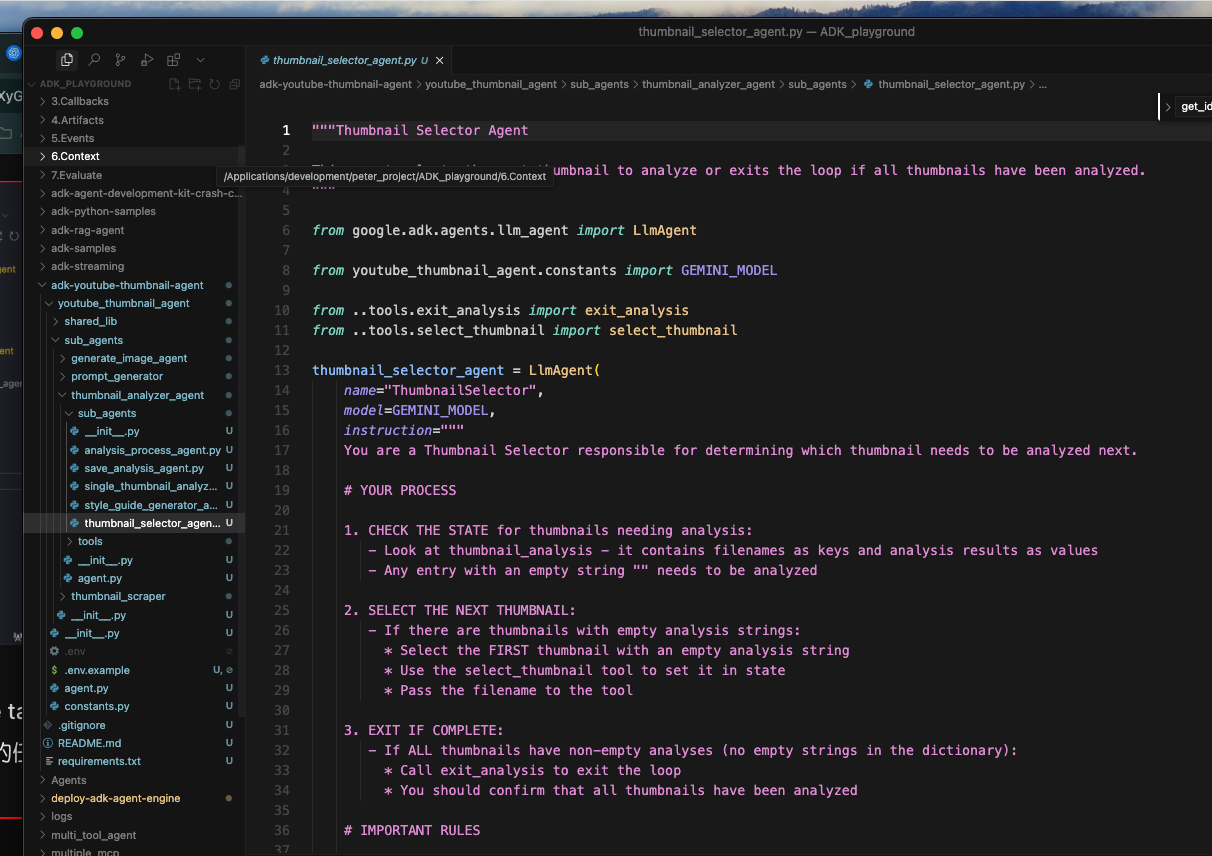 thumbnail_selector_agent.py — ADK_playground
thumbnail_selector_agent.py U
ADK_PLAYGROUND
adk-youtube-thumbnail-agent > youtube_thumbnail_agent > sub_agents > thumbnail_analyzer_agent > sub_agents > thumbnail_selector_agent.py > ...
get_id
3.Callbacks
4.Artifacts
5.Events
6.Context
7.Evaluate
adk-agent-development-kit-crash-c...
adk-python-samples
adk-rag-agent
adk-samples
adk-streaming
adk-youtube-thumbnail-agent
youtube_thumbnail_agent
shared_lib
sub_agents
generate_image_agent
prompt_generator
thumbnail_analyzer_agent
sub_agents
__init__.py U
analysis_process_agent.py U
save_analysis_agent.py U
single_thumbnail_analyz... U
style_guide_generator_a... U
thumbnail_selector_agen... U
tools
__init__.py U
agent.py U
thumbnail_scraper
__init__.py U
__init__.py U
.env
.env.example U,
agent.py U
constants.py U
.gitignore U
README.md U
requirements.txt U
Agents
deploy-adk-agent-engine
logs
multi_tool_agent
multiple_mcp
/Applications/development/peter_project/ADK_playground/6.Context
1 """Thumbnail Selector Agent
2
umbnail to analyze or exits the loop if all thumbnails have been analyzed.
4 """
5
6 from google.adk.agents.llm_agent import LlmAgent
7
8 from youtube_thumbnail_agent.constants import GEMINI_MODEL
9
10 from ..tools.exit_analysis import exit_analysis
11 from ..tools.select_thumbnail import select_thumbnail
12
13 thumbnail_selector_agent = LlmAgent(
14 name="ThumbnailSelector",
15 model=GEMINI_MODEL,
16 instruction="""
17 You are a Thumbnail Selector responsible for determining which thumbnail needs to be analyzed next.
18
19 # YOUR PROCESS
20
21 1. CHECK THE STATE for thumbnails needing analysis:
22 - Look at thumbnail_analysis - it contains filenames as keys and analysis results as values
23 - Any entry with an empty string "" needs to be analyzed
24
25 2. SELECT THE NEXT THUMBNAIL:
26 - If there are thumbnails with empty analysis strings:
27 * Select the FIRST thumbnail with an empty analysis string
28 * Use the select_thumbnail tool to set it in state
29 * Pass the filename to the tool
30
31 3. EXIT IF COMPLETE:
32 - If ALL thumbnails have non-empty analyses (no empty strings in the dictionary):
33 * Call exit_analysis to exit the loop
34 * You should confirm that all thumbnails have been analyzed
35
36 # IMPORTANT RULES
37